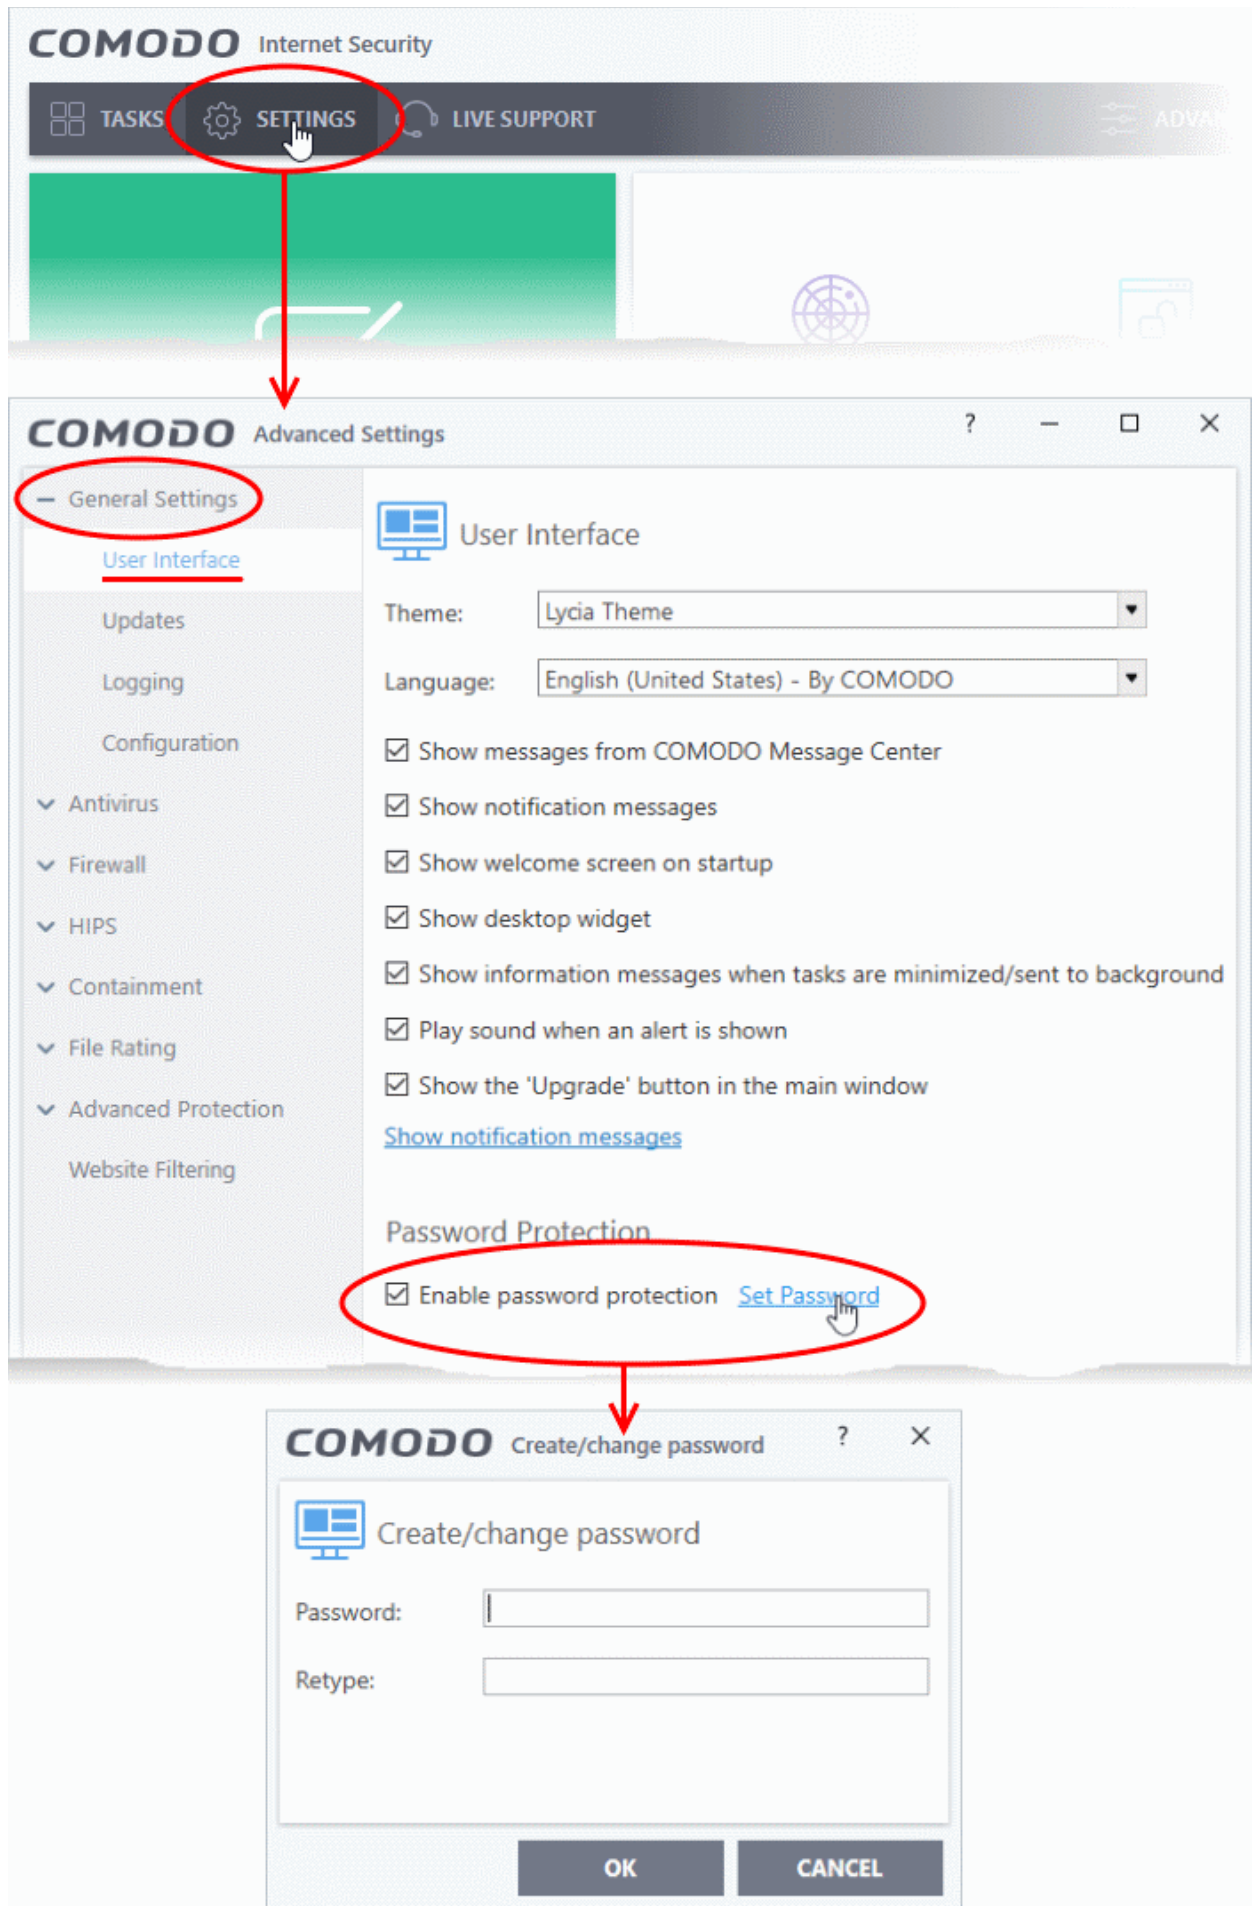 COMODO Internet Security
TASKS SETTINGS LIVE SUPPORT
COMODO Advanced Settings ?
General Settings
User Interface
Updates
Logging
Configuration
Antivirus
Firewall
HIPS
Containment
File Rating
Advanced Protection
Website Filtering
User Interface
Theme: Lycia Theme
Language: English (United States) - By COMODO
Show messages from COMODO Message Center
Show notification messages
Show welcome screen on startup
Show desktop widget
Show information messages when tasks are minimized/sent to background
Play sound when an alert is shown
Show the 'Upgrade' button in the main window
Show notification messages
Password Protection
Enable password protection Set Password
COMODO Create/change password ?
Create/change password
Password:
Retype:
OK CANCEL